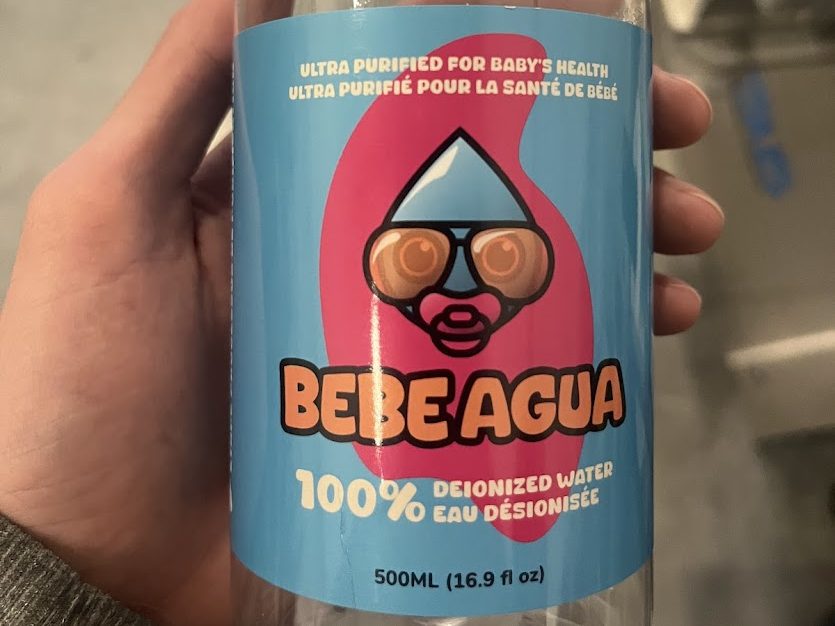 ULTRA PURIFIED FOR BABY'S HEALTH
ULTRA PURIFIÉ POUR LA SANTÉ DE BÉBÉ
BEBE AGUA
100% DEIONIZED WATER
EAU DÉSIONISÉE
500ML (16.9 fl oz)